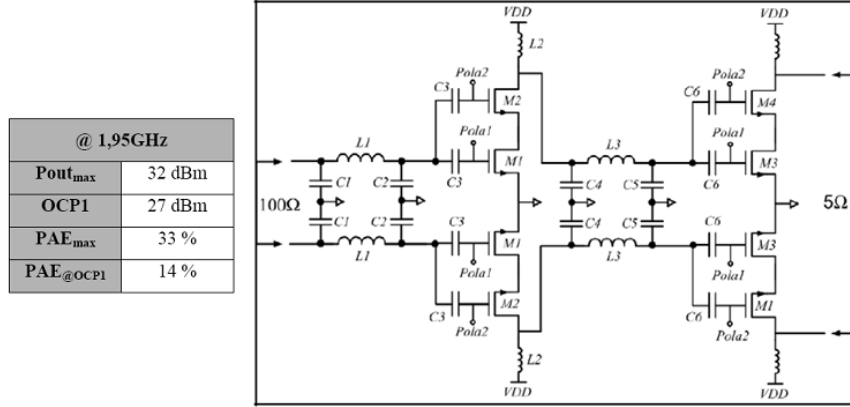 @ 1,95GHz
Pout_max 32 dBm
OCP1 27 dBm
PAE_max 33 %
PAE_@OCP1 14 %
VDD VDD
L2
Pola2 Pola2
C3 C6
M2 M4
L1 Pola1 L3 Pola1
M1 M3
C1 C2 C3 C4 C5 C6
100Ω 5Ω
C1 C2 C3 C4 C5 C6
M1 M3
L1 Pola1 L3 Pola1
M2 M1
C3 C6
Pola2 Pola2
L2
VDD VDD